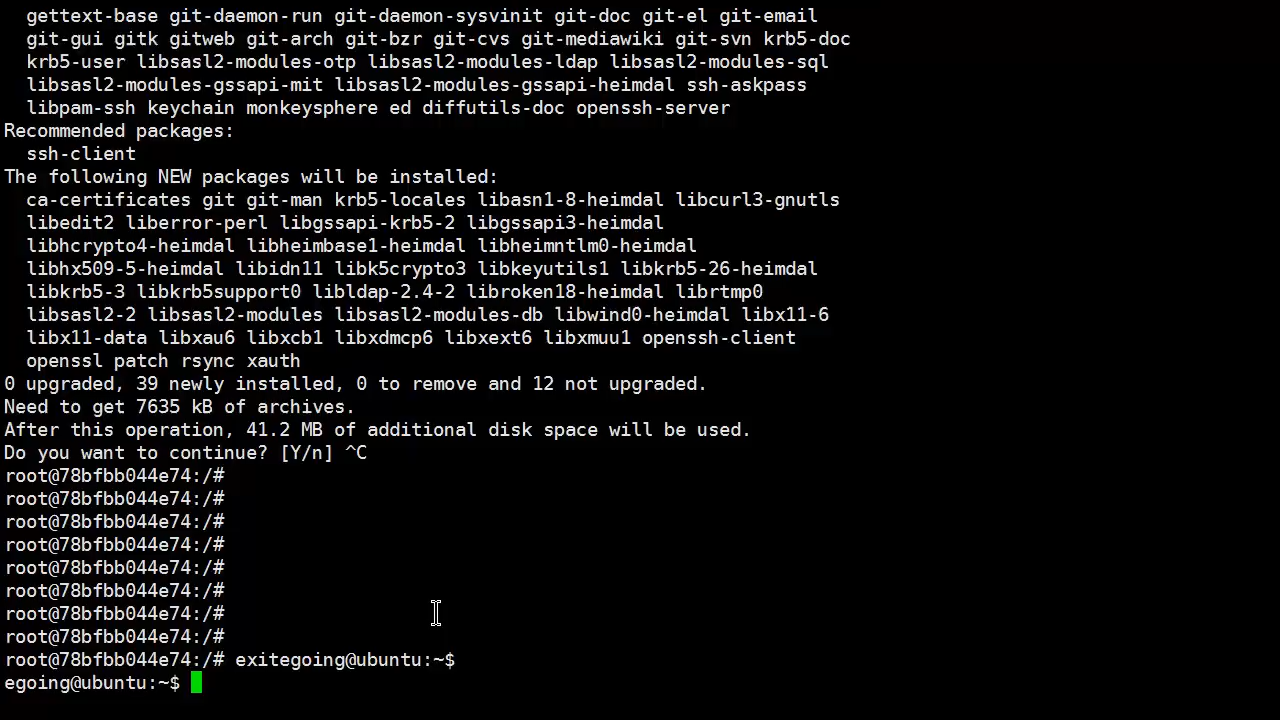 gettext-base git-daemon-run git-daemon-sysvinit git-doc git-el git-email
git-gui gitk gitweb git-arch git-bzr git-cvs git-mediawiki git-svn krb5-doc
krb5-user libsasl2-modules-otp libsasl2-modules-ldap libsasl2-modules-sql
libsasl2-modules-gssapi-mit libsasl2-modules-gssapi-heimdal ssh-askpass
libpam-ssh keychain monkeysphere ed diffutils-doc openssh-server
Recommended packages:
ssh-client
The following NEW packages will be installed:
ca-certificates git git-man krb5-locales libasn1-8-heimdal libcurl3-gnutls
libedit2 liberror-perl libgssapi-krb5-2 libgssapi3-heimdal
libhcrypto4-heimdal libheimbase1-heimdal libheimntlm0-heimdal
libhx509-5-heimdal libidn11 libk5crypto3 libkeyutils1 libkrb5-26-heimdal
libkrb5-3 libkrb5support0 libldap-2.4-2 libroken18-heimdal librtmp0
libsasl2-2 libsasl2-modules libsasl2-modules-db libwind0-heimdal libx11-6
libx11-data libxau6 libxcb1 libxdmcp6 libxext6 libxmuu1 openssh-client
openssl patch rsync xauth
0 upgraded, 39 newly installed, 0 to remove and 12 not upgraded.
Need to get 7635 kB of archives.
After this operation, 41.2 MB of additional disk space will be used.
Do you want to continue? [Y/n] ^C
root@78bfbb044e74:/#
root@78bfbb044e74:/#
root@78bfbb044e74:/#
root@78bfbb044e74:/#
root@78bfbb044e74:/#
root@78bfbb044e74:/#
root@78bfbb044e74:/#
root@78bfbb044e74:/#
root@78bfbb044e74:/# exitegoing@ubuntu:~$
egoing@ubuntu:~$